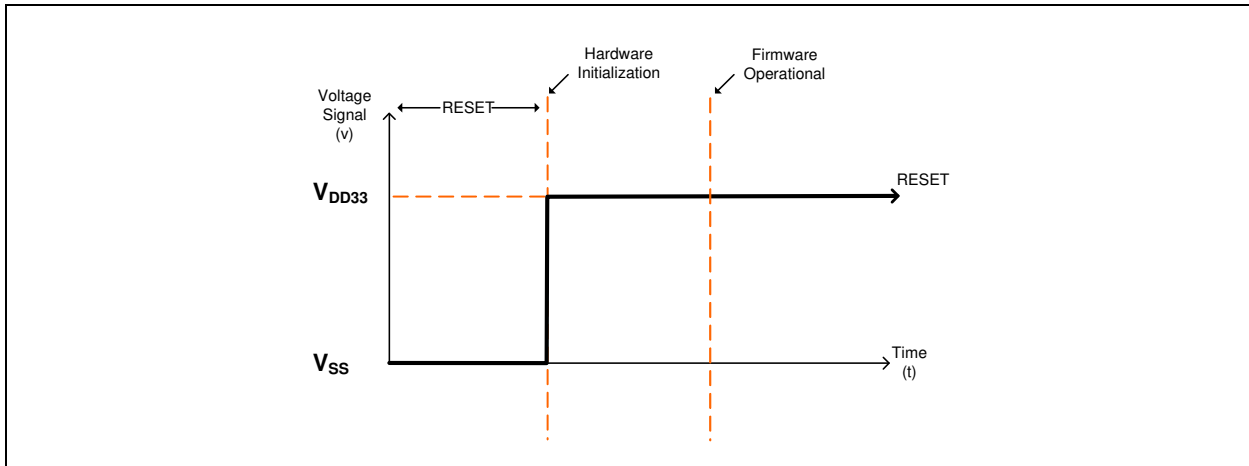 Hardware
Initialization
Firmware
Operational
Voltage
Signal
(v)
RESET
V_DD33
RESET
V_SS
Time
(t)